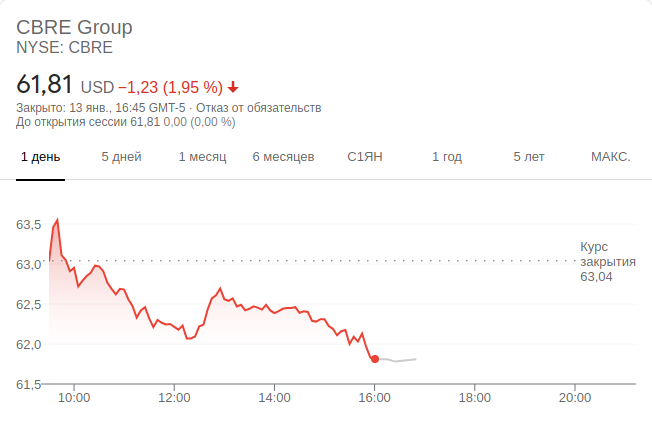 CBRE Group
NYSE: CBRE
61,81 USD −1,23 (1,95 %)
Закрыто: 13 янв., 16:45 GMT-5 · Отказ от обязательств
До открытия сессии 61,81 0,00 (0,00 %)
1 день 5 дней 1 месяц 6 месяцев С1ЯН 1 год 5 лет МАКС.
63,5
Курс
63,0 закрытия
63,04
62,5
62,0
61,5
10:00 12:00 14:00 16:00 18:00 20:00